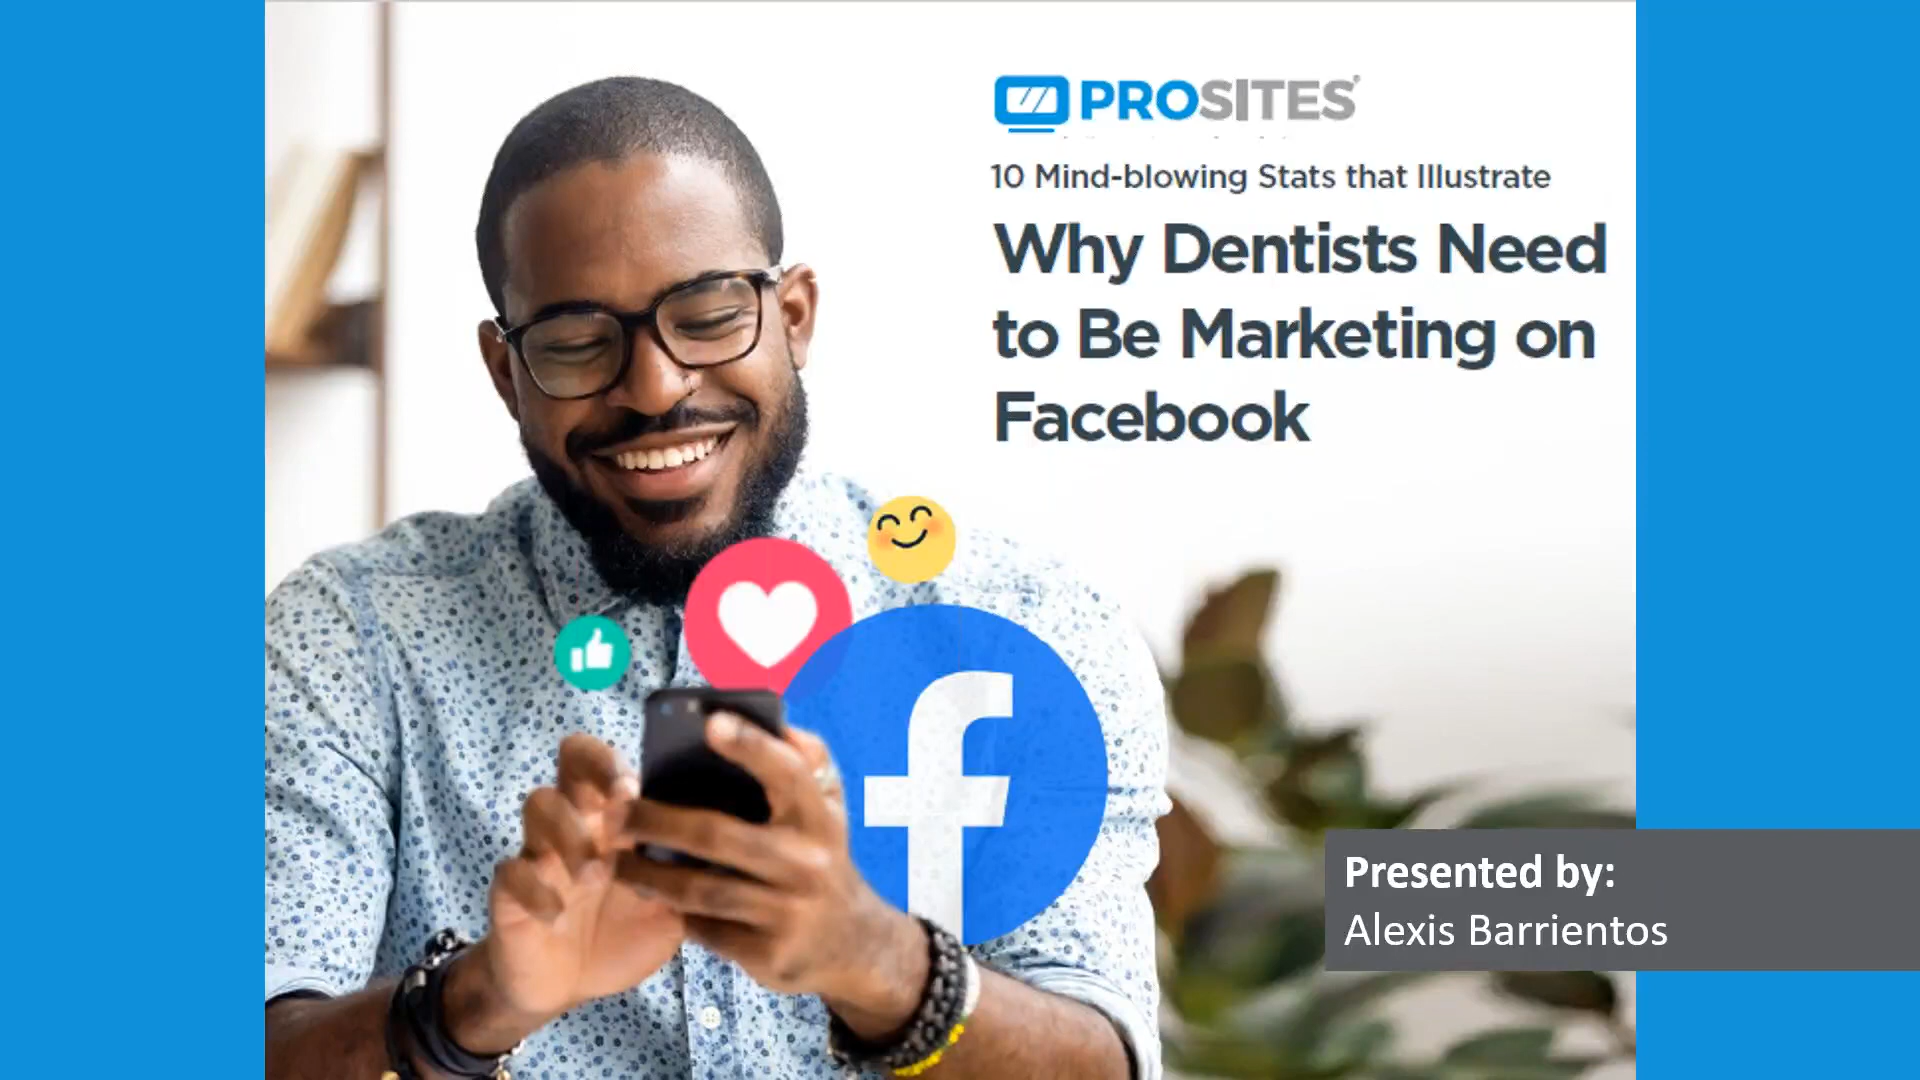 PROSITES®
10 Mind-blowing Stats that Illustrate
Why Dentists Need
to Be Marketing on
Facebook
Presented by:
Alexis Barrientos